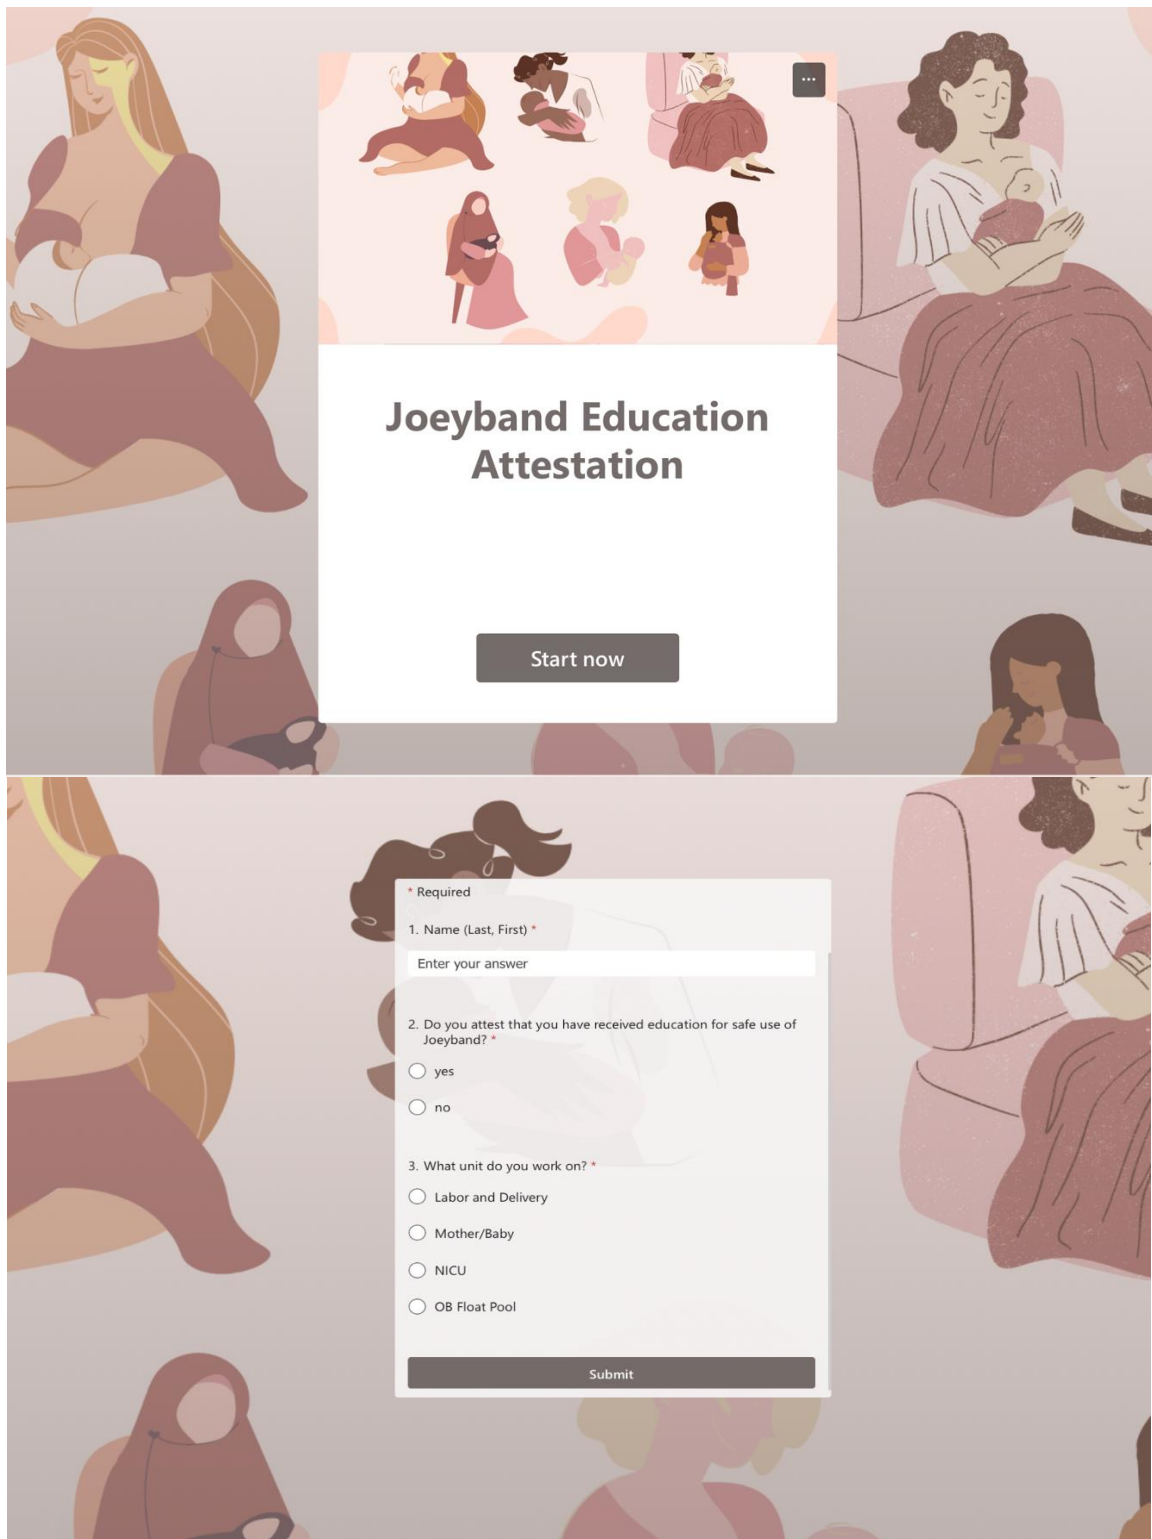 ...
Joeyband Education
Attestation
Start now
* Required
1. Name (Last, First) *
Enter your answer
2. Do you attest that you have received education for safe use of
Joeyband? *
yes
no
3. What unit do you work on? *
Labor and Delivery
Mother/Baby
NICU
OB Float Pool
Submit